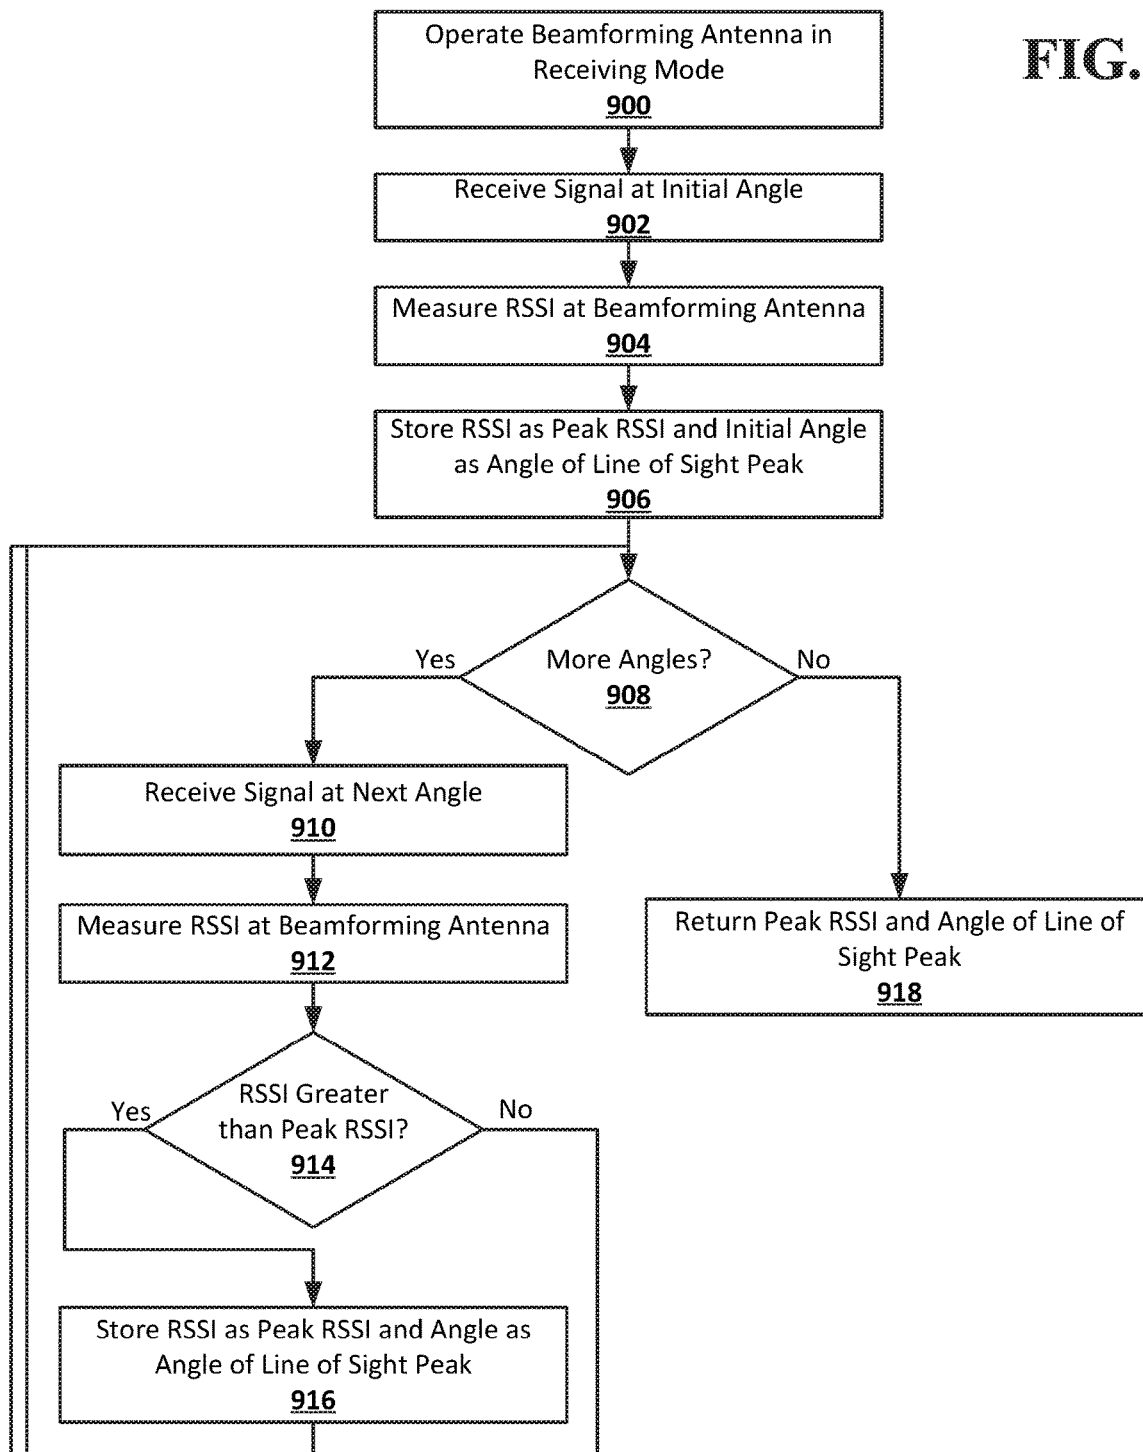 FIG.
Operate Beamforming Antenna in
Receiving Mode
900
Receive Signal at Initial Angle
902
Measure RSSI at Beamforming Antenna
904
Store RSSI as Peak RSSI and Initial Angle
as Angle of Line of Sight Peak
906
Yes
More Angles?
908
No
Receive Signal at Next Angle
910
Measure RSSI at Beamforming Antenna
912
Return Peak RSSI and Angle of Line of
Sight Peak
918
Yes
RSSI Greater
than Peak RSSI?
914
No
Store RSSI as Peak RSSI and Angle as
Angle of Line of Sight Peak
916